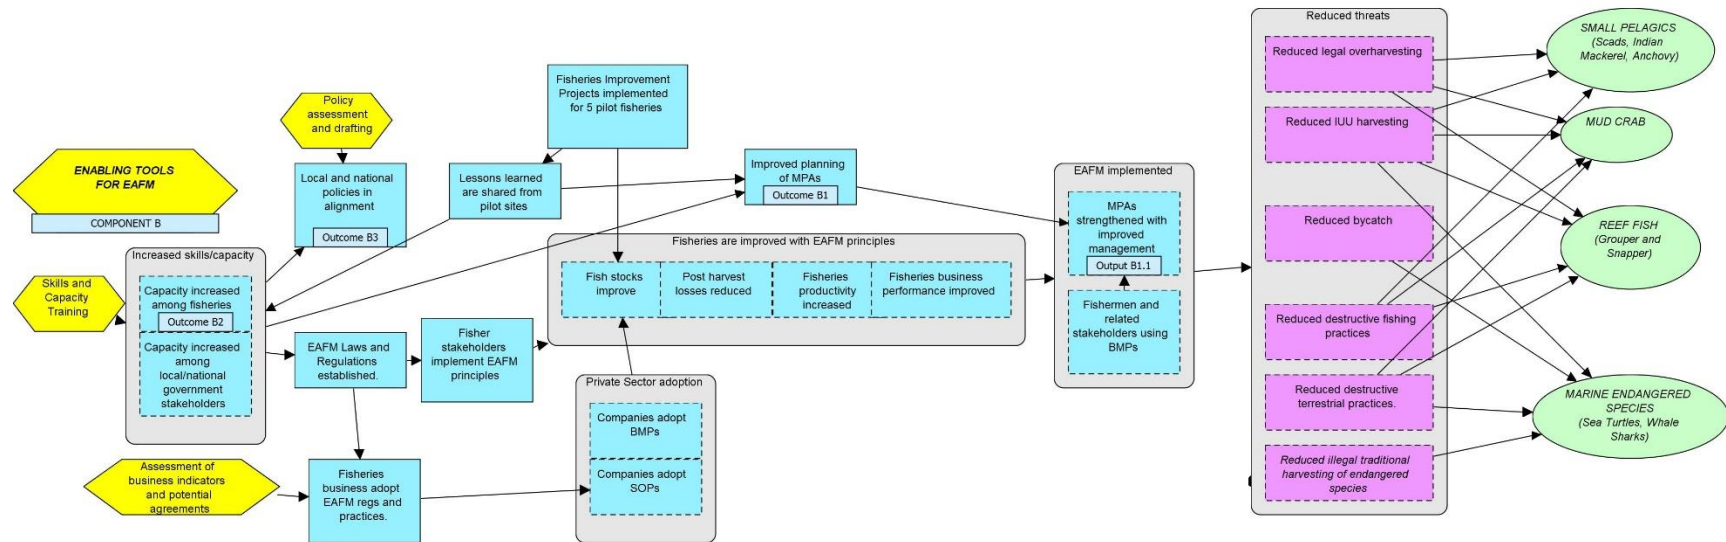 ENABLING TOOLS
FOR EAFM
COMPONENT B
Skills and
Capacity
Training
Policy
assessment
and drafting
Local and national
policies in
alignment
Outcome B3
Increased skills/capacity
Capacity increased
among fisheries
Outcome B2
Capacity increased
among
local/national
government
stakeholders
Assessment of
business indicators
and potential
agreements
EAFM Laws and
Regulations
established.
Fisheries
business adopt
EAFM regs and
practices.
Fisher
stakeholders
implement EAFM
principles
Lessons learned
are shared from
pilot sites
Fisheries Improvement
Projects implemented
for 5 pilot fisheries
Improved planning
of MPAs
Outcome B1
Fisheries are improved with EAFM principles
Fish stocks
improve
Post harvest
losses reduced
Fisheries
productivity
increased
Fisheries business
performance improved
Private Sector adoption
Companies adopt
BMPs
Companies adopt
SOPs
EAFM implemented
MPAs
strengthened with
improved
management
Output B1.1
Fishermen and
related
stakeholders using
BMPs
Reduced threats
Reduced legal overharvesting
Reduced IUU harvesting
Reduced bycatch
Reduced destructive fishing
practices
Reduced destructive
terrestrial practices.
Reduced illegal traditional
harvesting of endangered
species
SMALL PELAGICS
(Scads, Indian
Mackerel, Anchovy)
MUD CRAB
REEF FISH
(Grouper and
Snapper)
MARINE ENDANGERED
SPECIES
(Sea Turtles, Whale
Sharks)